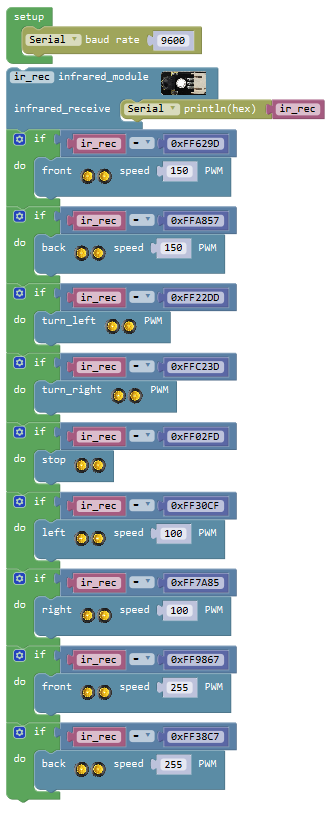 setup
Serial baud rate 9600
ir_rec infrared_module
infrared_receive Serial println(hex) ir_rec
if ir_rec = 0xFF629D
do front speed 150 PWM
if ir_rec = 0xFFA857
do back speed 150 PWM
if ir_rec = 0xFF22DD
do turn_left PWM
if ir_rec = 0xFFC23D
do turn_right PWM
if ir_rec = 0xFF02FD
do stop
if ir_rec = 0xFF30CF
do left speed 100 PWM
if ir_rec = 0xFF7A85
do right speed 100 PWM
if ir_rec = 0xFF9867
do front speed 255 PWM
if ir_rec = 0xFF38C7
do back speed 255 PWM